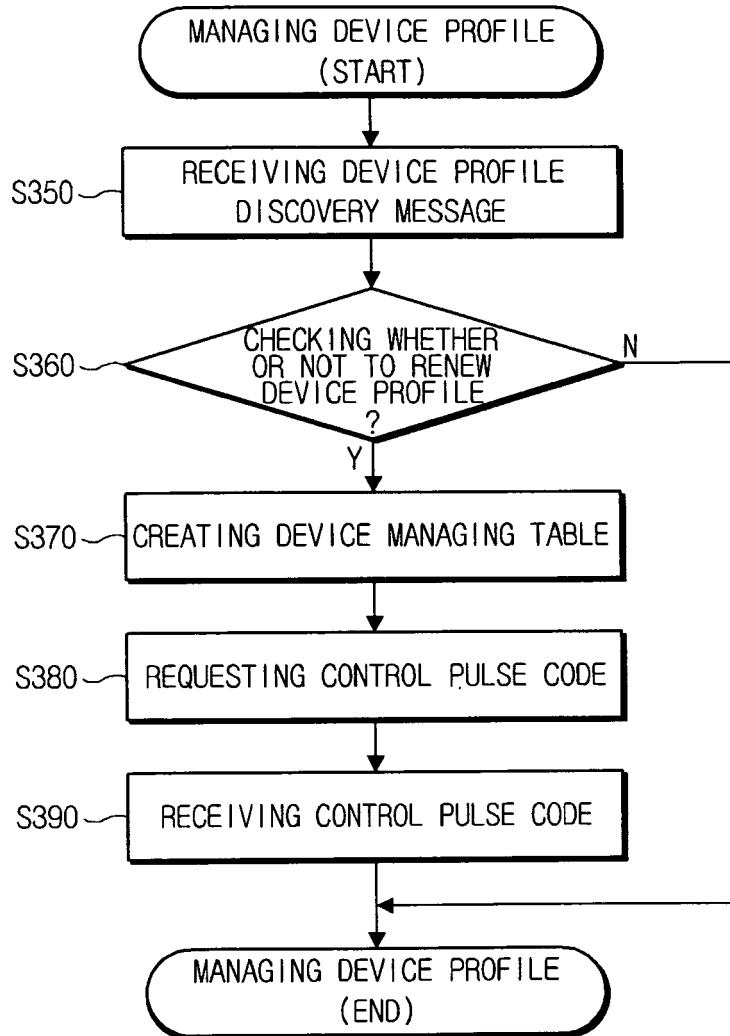 MANAGING DEVICE PROFILE
(START)
S350
RECEIVING DEVICE PROFILE
DISCOVERY MESSAGE
S360
CHECKING WHETHER
OR NOT TO RENEW
DEVICE PROFILE
?
N
Y
S370
CREATING DEVICE MANAGING TABLE
S380
REQUESTING CONTROL PULSE CODE
S390
RECEIVING CONTROL PULSE CODE
MANAGING DEVICE PROFILE
(END)